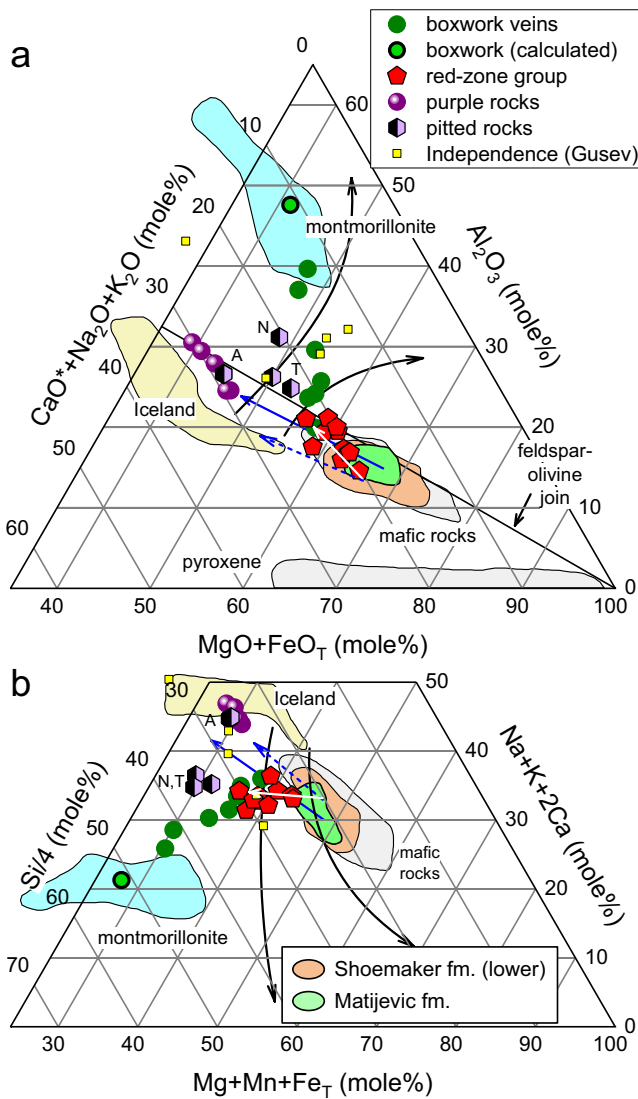 a
boxwork veins
boxwork (calculated)
red-zone group
purple rocks
pitted rocks
Independence (Gusev)
0
10
20
30
40
50
60
CaO*+Na₂O+K₂O (mole%)
60
50
40
30
20
10
0
Al₂O₃ (mole%)
montmorillonite
N
A
T
Iceland
feldspar-
olivine
join
mafic rocks
pyroxene
40
50
60
70
80
90
100
MgO+FeO_T (mole%)
b
30
40
50
60
70
Si/4 (mole%)
50
40
30
20
10
0
Na+K+2Ca (mole%)
Iceland
A
N,T
mafic
rocks
montmorillonite
Shoemaker fm. (lower)
Matijevic fm.
30
40
50
60
70
80
90
100
Mg+Mn+Fe_T (mole%)